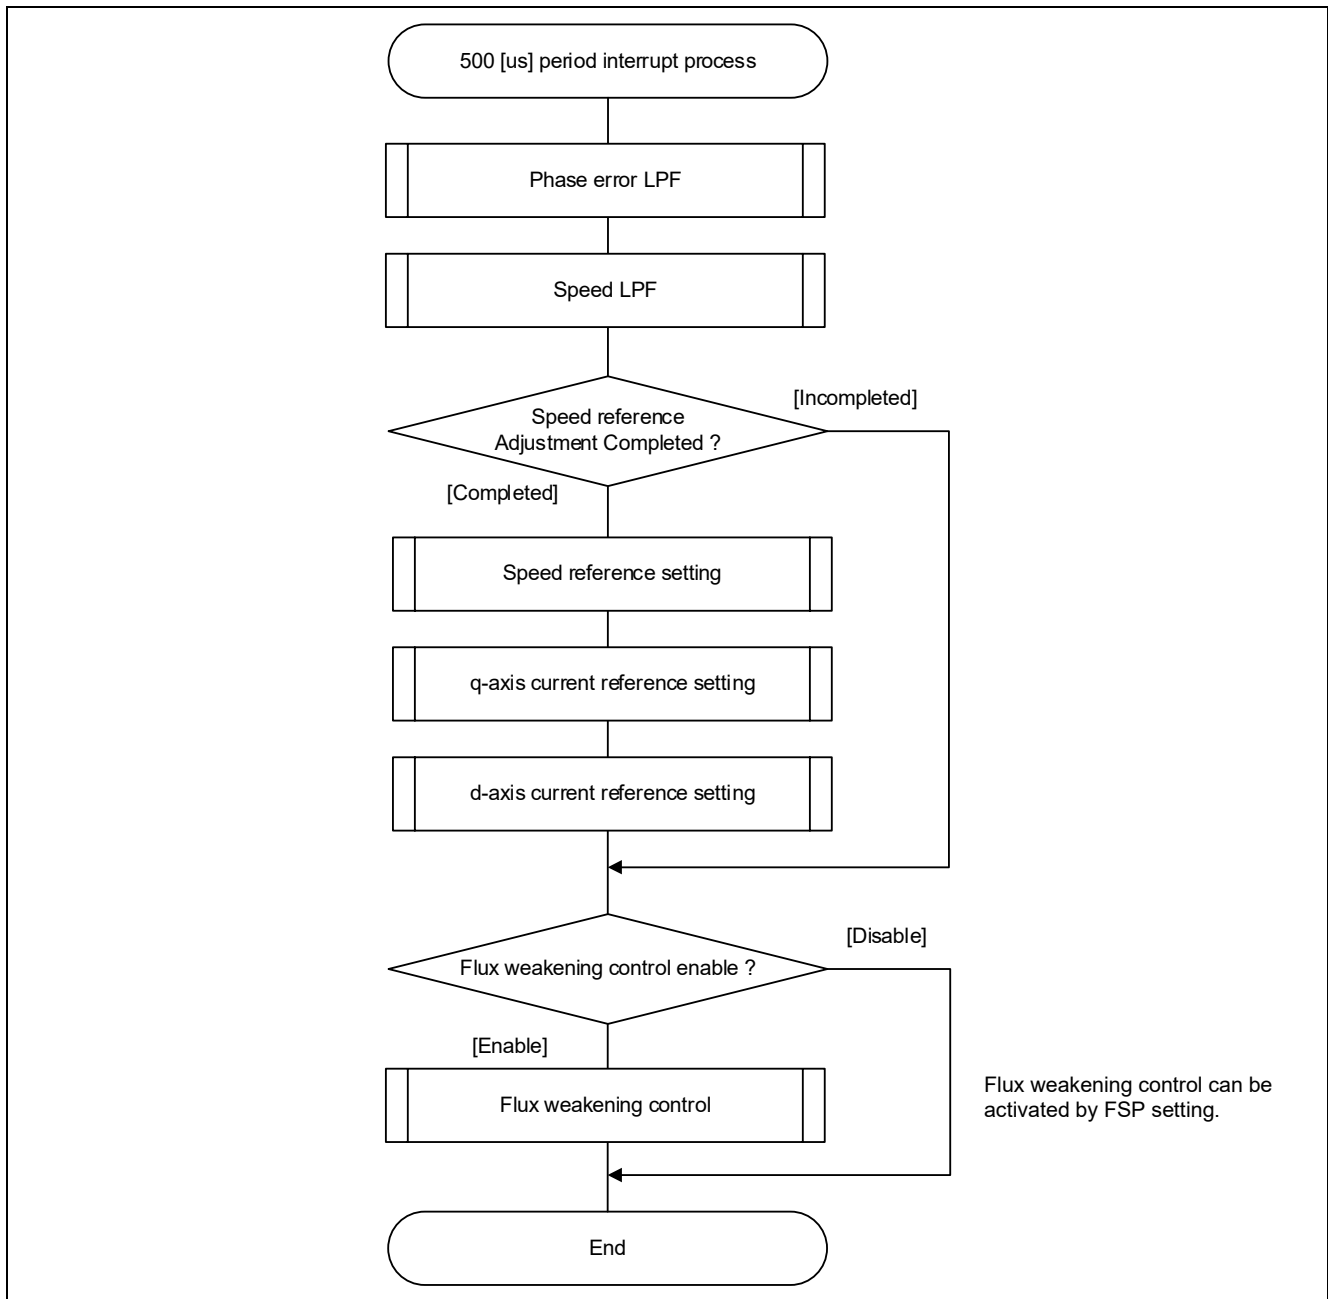 500 [us] period interrupt process
Phase error LPF
Speed LPF
[Incompleted]
Speed reference
Adjustment Completed ?
[Completed]
Speed reference setting
q-axis current reference setting
d-axis current reference setting
[Disable]
Flux weakening control enable ?
[Enable]
Flux weakening control can be
activated by FSP setting.
Flux weakening control
End